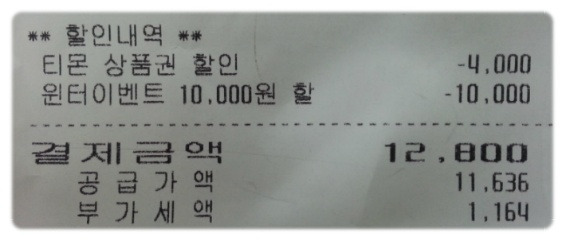 ** 할인내역 **
티몬 상품권 할인 -4,000
윈터이벤트 10,000원 할 -10,000
결제금액 12,800
공급가액 11,636
부가세액 1,164